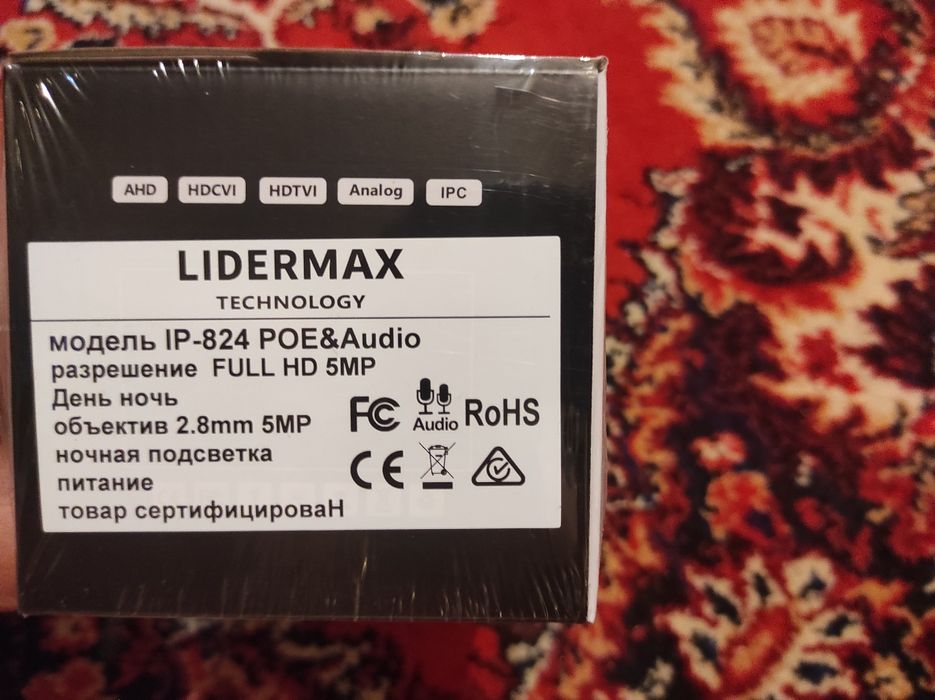 AHD HDCVI HDTVI Analog IPC
LIDERMAX
TECHNOLOGY
модель IP-824 POE&Audio
разрешение FULL HD 5MP
День ночь
объектив 2.8mm 5MP
ночная подсветка
питание
товар сертифицироваН
FC Audio RoHS
CE